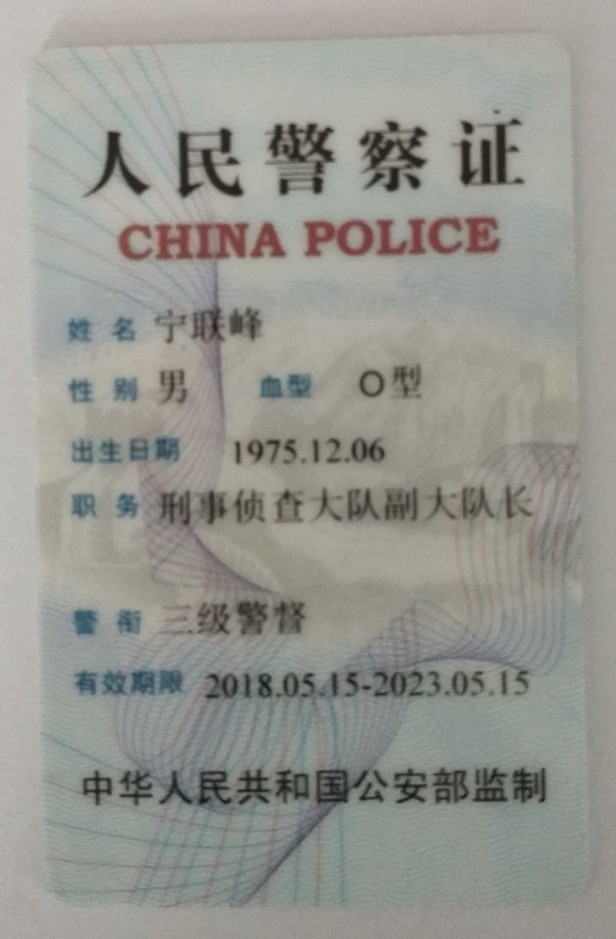 人民警察证
CHINA POLICE
姓 名 宁联峰
性 别 男 血型 O型
出生日期 1975.12.06
职 务 刑事侦查大队副大队长
警 衔 三级警督
有效期限 2018.05.15-2023.05.15
中华人民共和国公安部监制